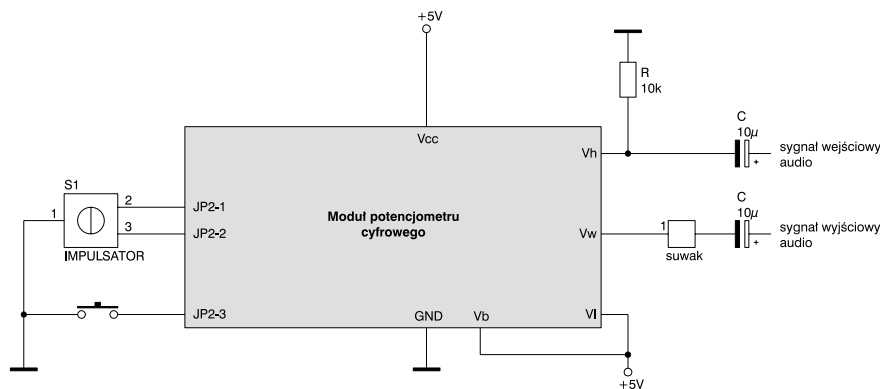 +5V
R
10k
C
10µ
sygnał wejściowy
audio
Vcc
Vh
S1
1
2
3
IMPULSATOR
JP2-1
JP2-2
JP2-3
Moduł potencjometru
cyfrowego
Vw
1
suwak
C
10µ
sygnał wyjściowy
audio
+
+
GND
Vb
Vl
+5V